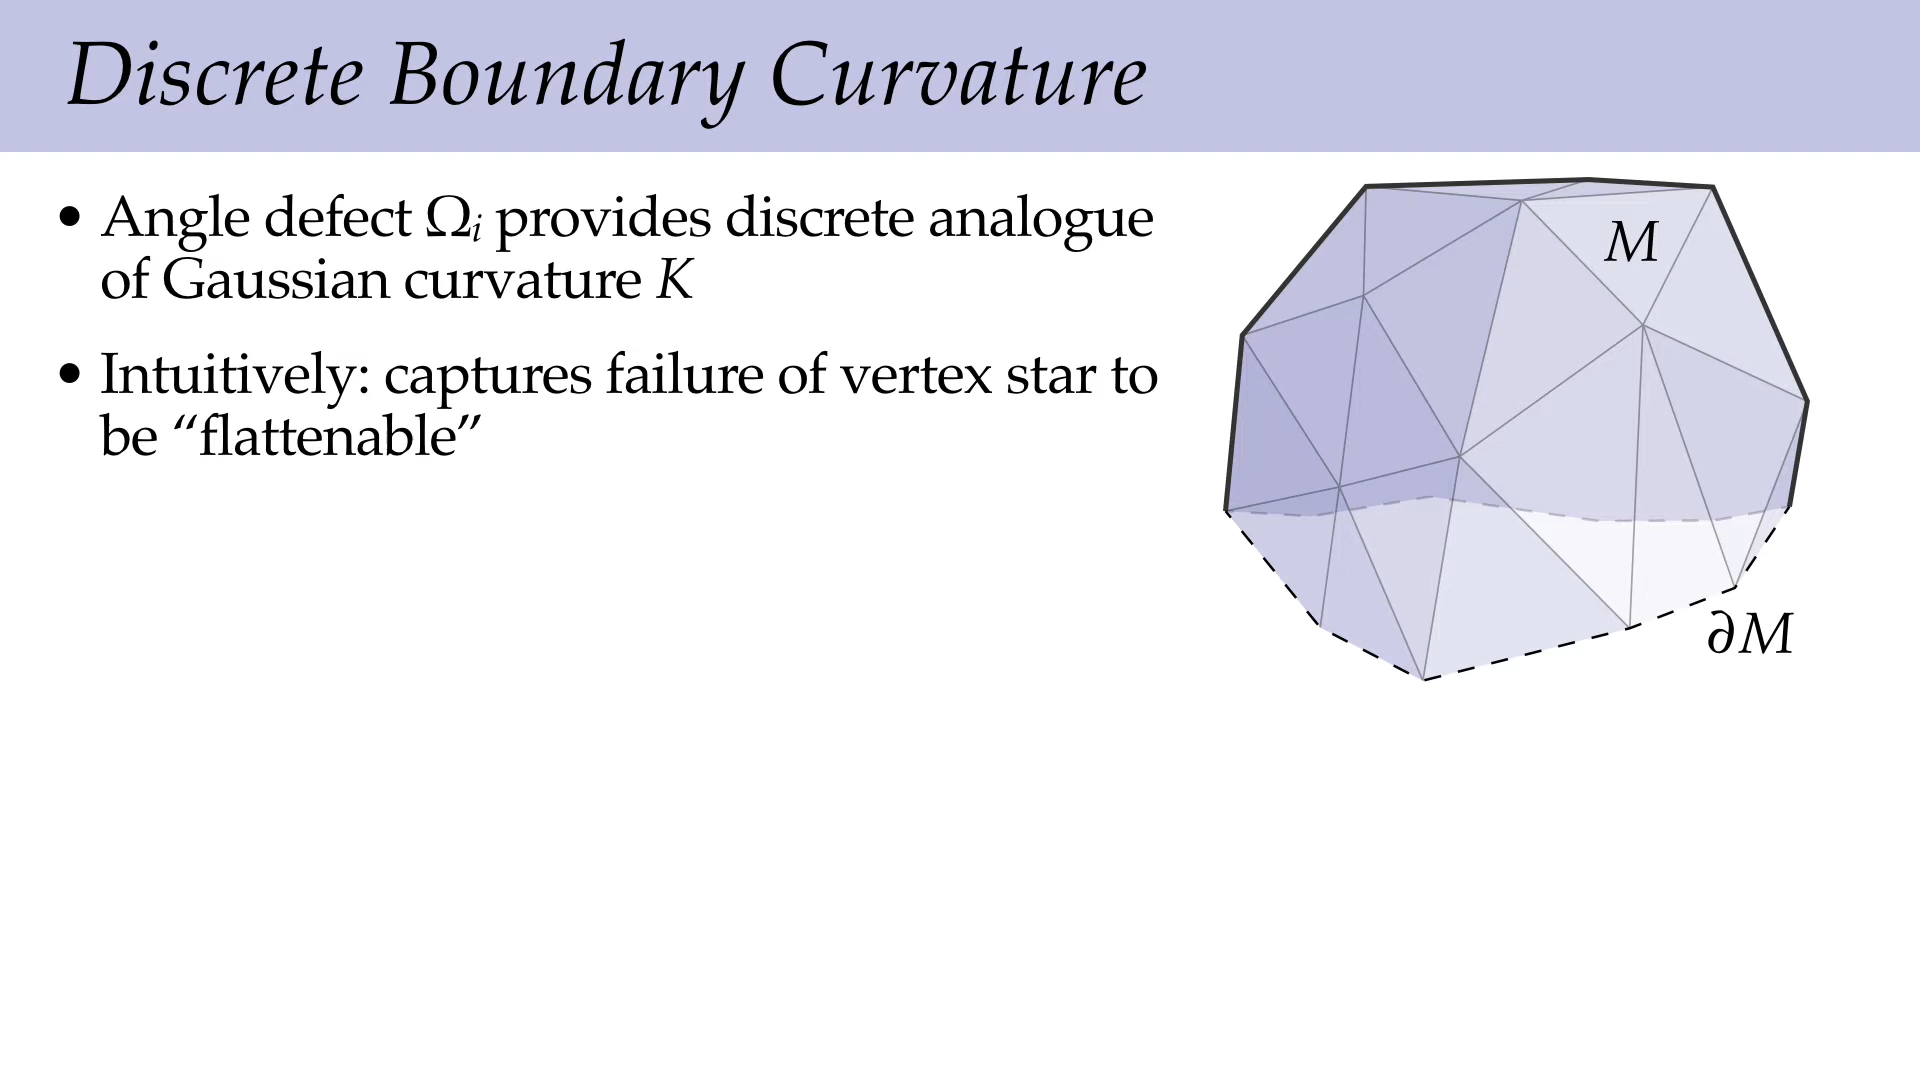 Discrete Boundary Curvature
• Angle defect Ωᵢ provides discrete analogue
of Gaussian curvature K
• Intuitively: captures failure of vertex star to
be “flattenable”
M
∂M